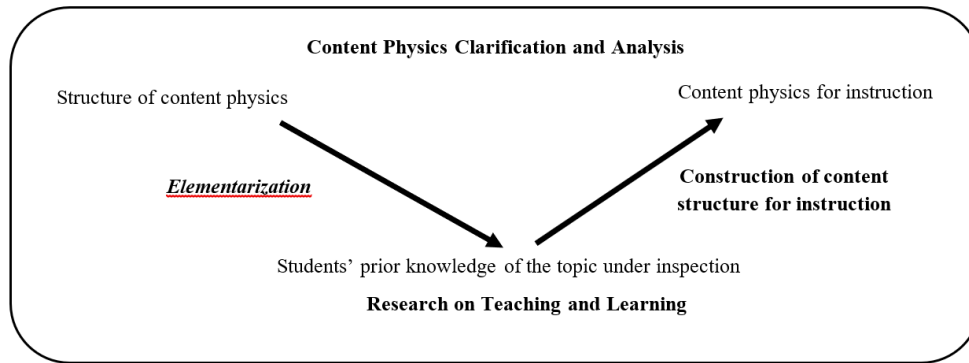 Content Physics Clarification and Analysis
Structure of content physics
Content physics for instruction
Elementarization
Construction of content
structure for instruction
Students’ prior knowledge of the topic under inspection
Research on Teaching and Learning